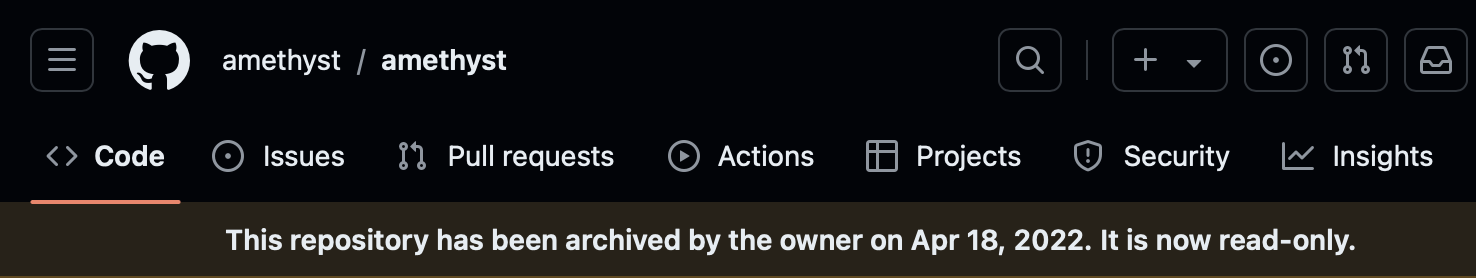 amethyst / amethyst
Code Issues Pull requests Actions Projects Security Insights
This repository has been archived by the owner on Apr 18, 2022. It is now read-only.